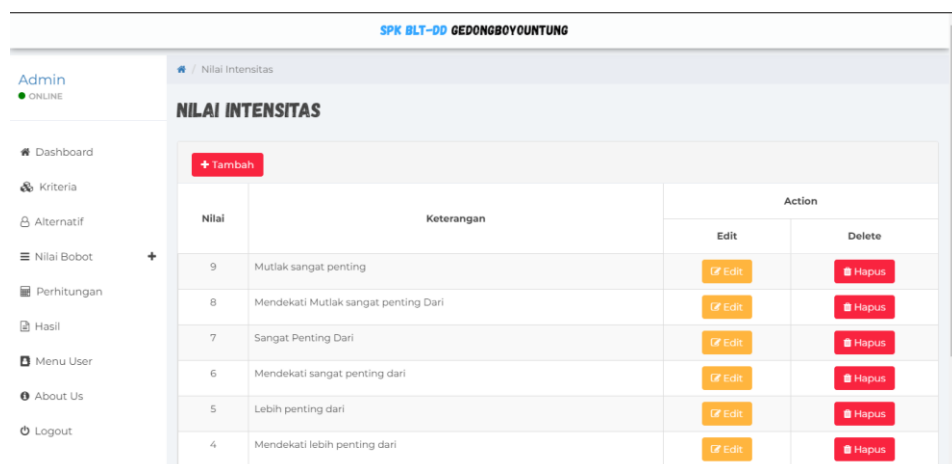 SPK BLT-DD GEDONGBOYOUNTUNG
Admin
ONLINE
Dashboard
Kriteria
Alternatif
Nilai Bobot +
Perhitungan
Hasil
Menu User
About Us
Logout
/ Nilai Intensitas
NILAI INTENSITAS
+ Tambah
Nilai Keterangan Action
Edit Delete
9 Mutlak sangat penting Edit Hapus
8 Mendekati Mutlak sangat penting Dari Edit Hapus
7 Sangat Penting Dari Edit Hapus
6 Mendekati sangat penting dari Edit Hapus
5 Lebih penting dari Edit Hapus
4 Mendekati lebih penting dari Edit Hapus